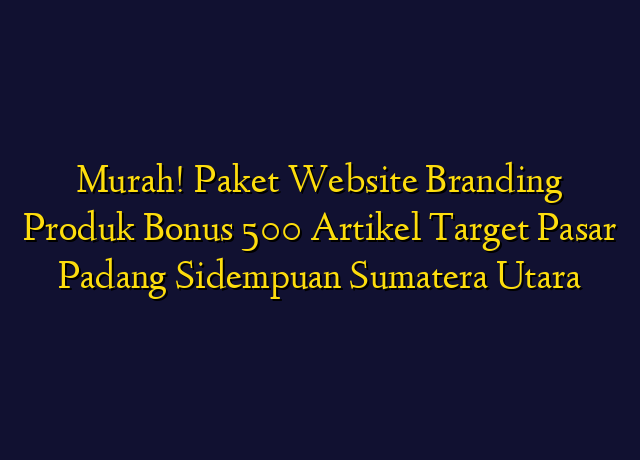 Murah! Paket Website Branding
Produk Bonus 500 Artikel Target Pasar
Padang Sidempuan Sumatera Utara